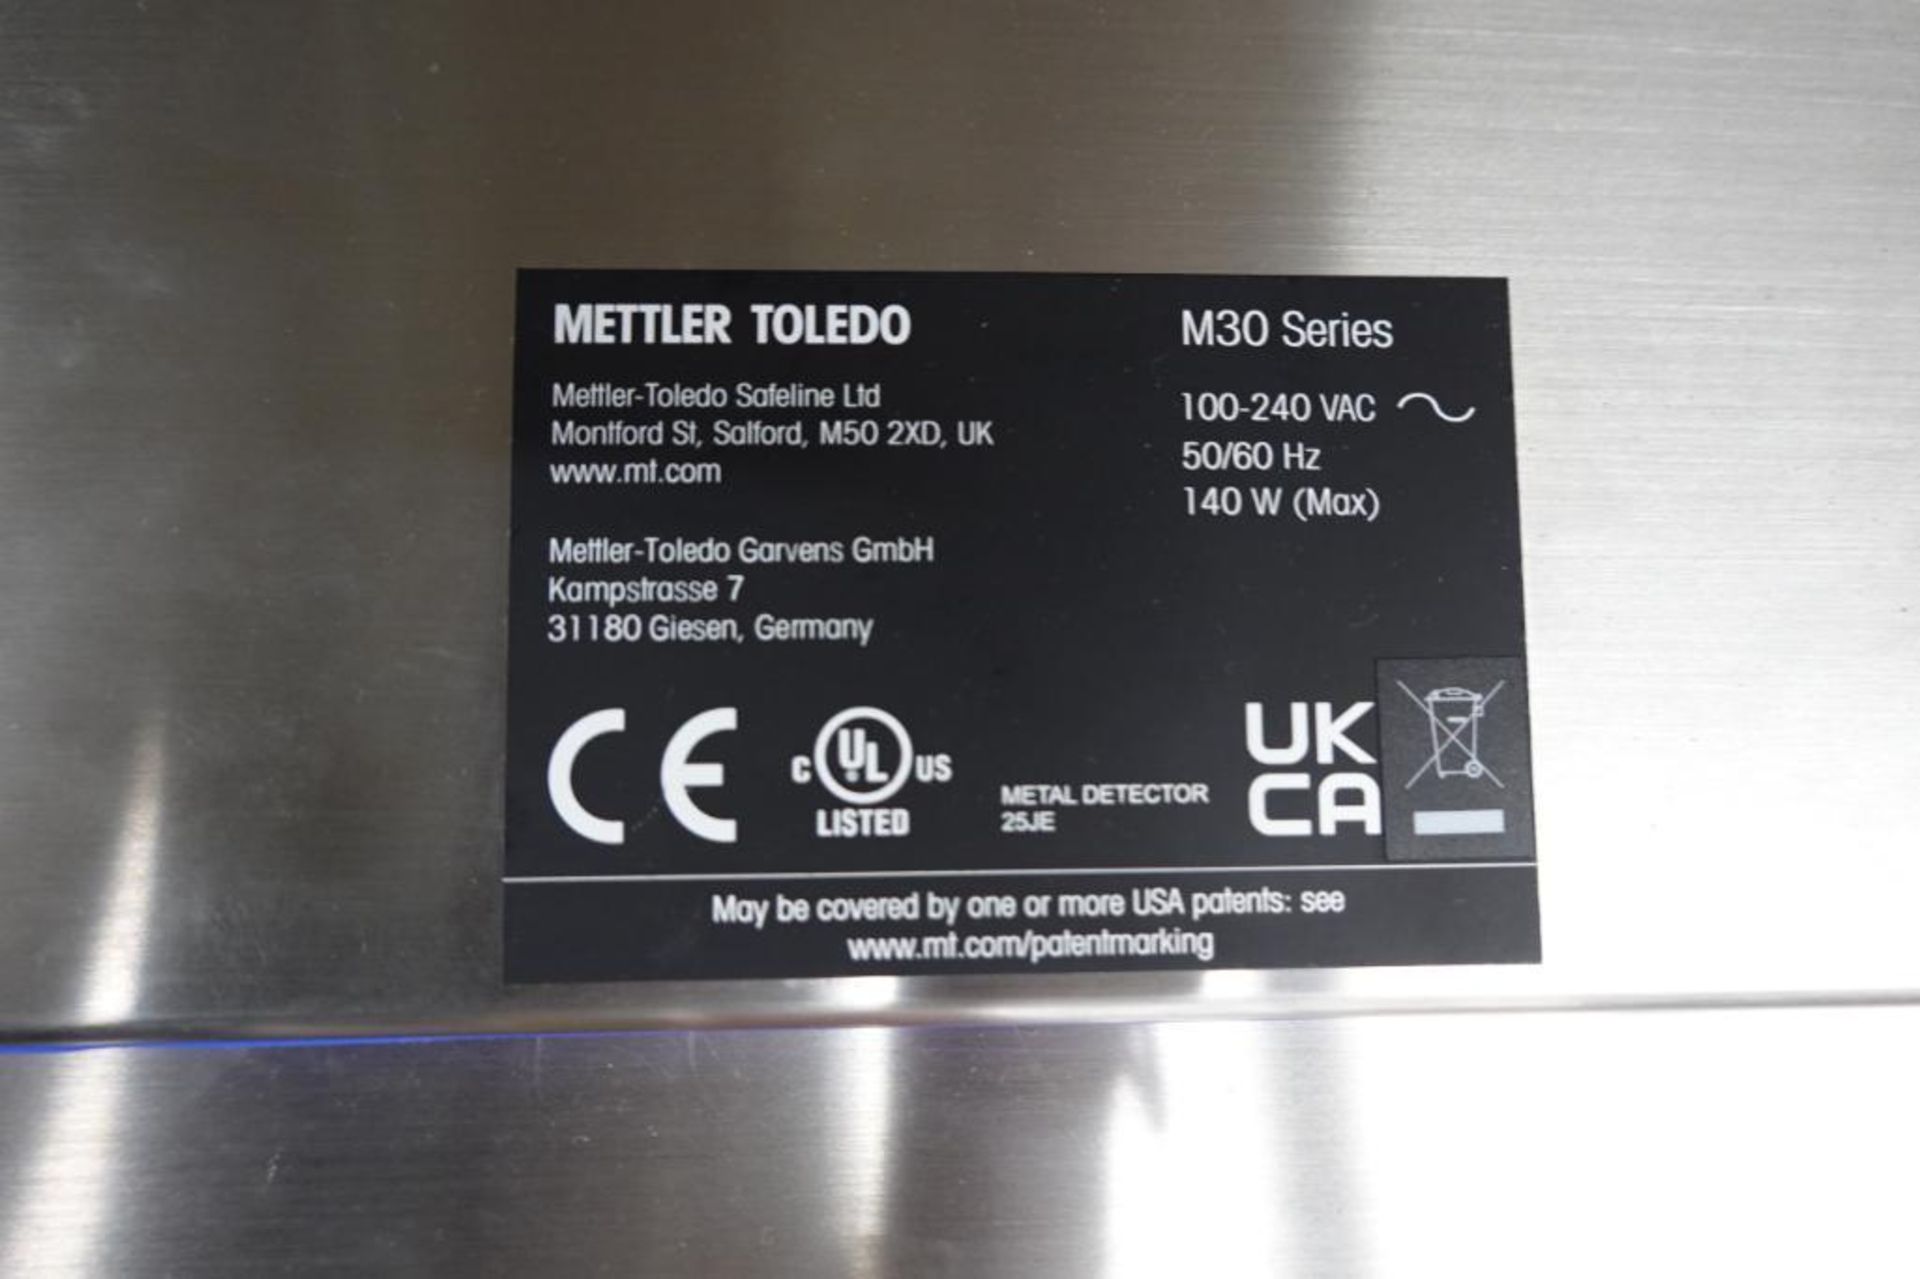 METTLER TOLEDO
Mettler-Toledo Safeline Ltd
Montford St, Salford, M50 2XD, UK
www.mt.com
Mettler-Toledo Garvens GmbH
Kampstrasse 7
31180 Giesen, Germany
M30 Series
100-240 VAC
50/60 Hz
140 W (Max)
CE
C UL US
LISTED
METAL DETECTOR
25JE
UK
CA
May be covered by one or more USA patents: see
www.mt.com/patentmarking